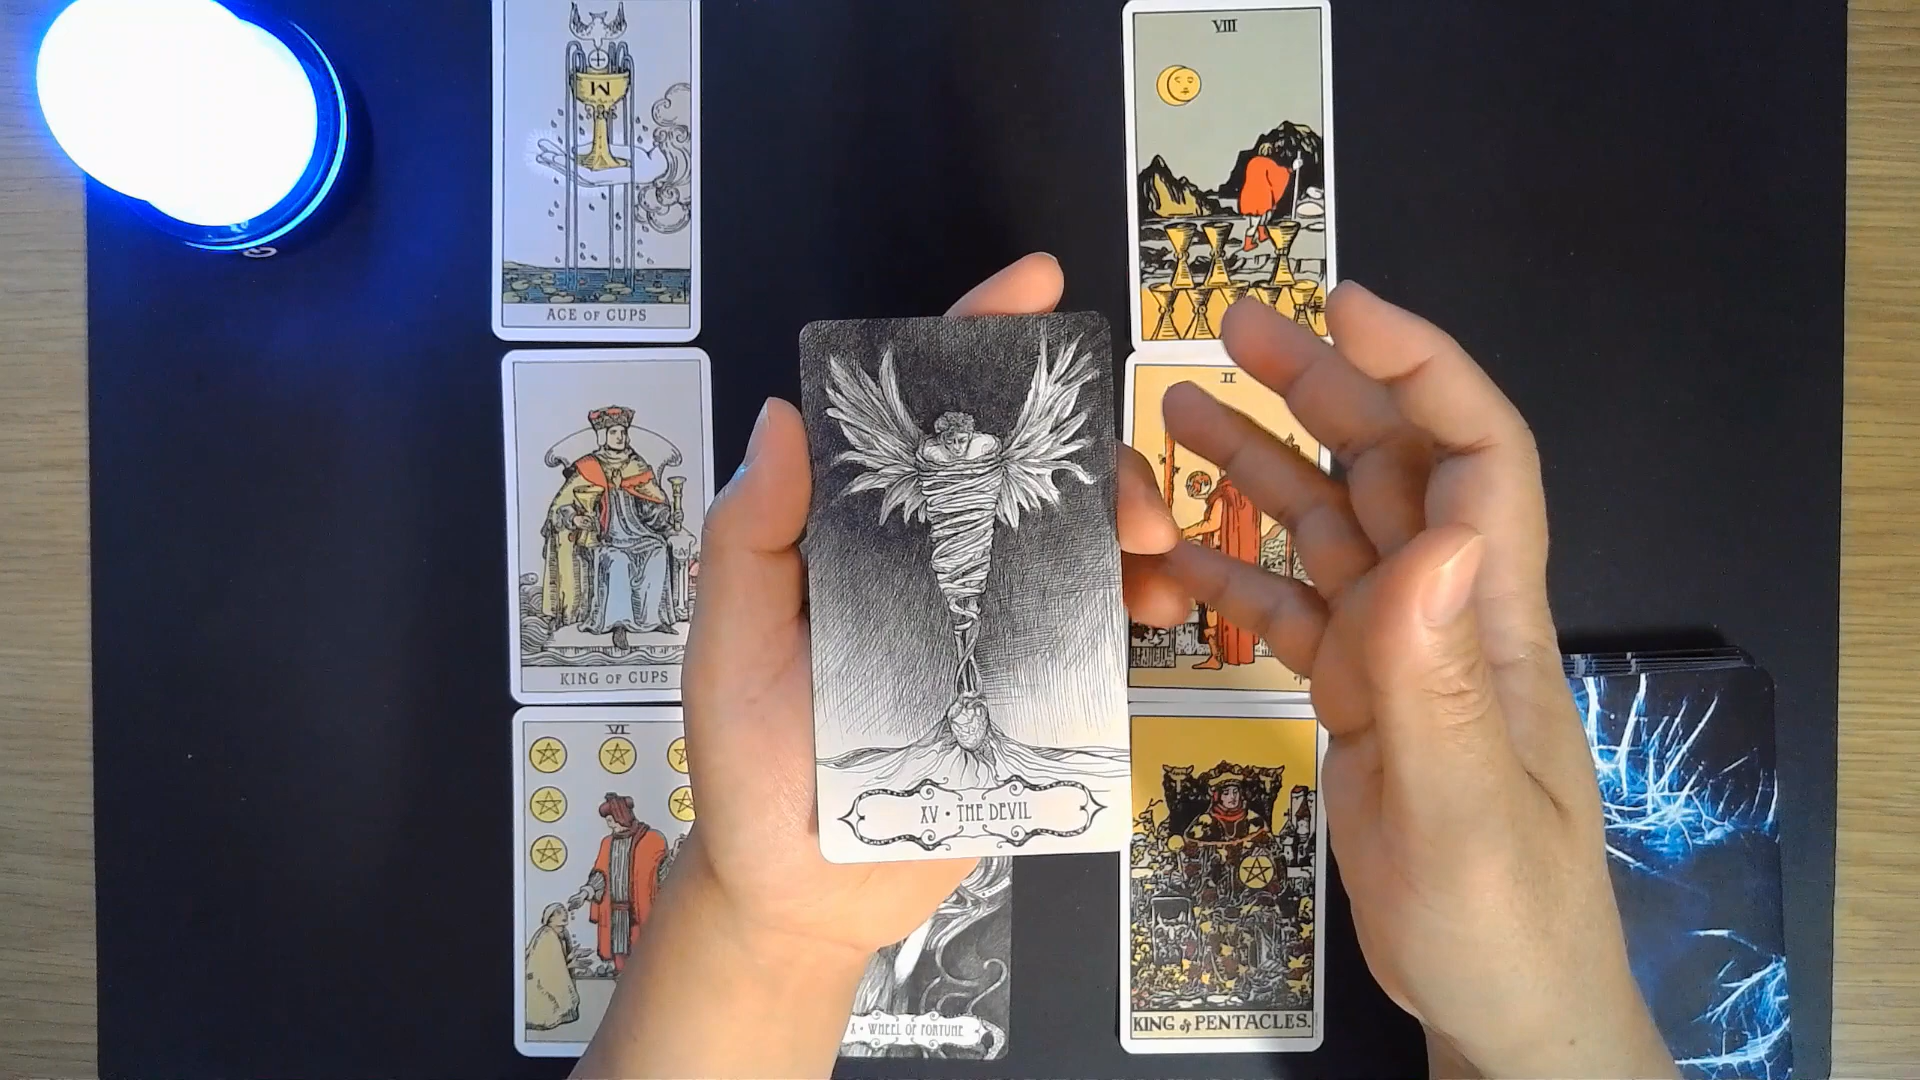 VIII
ACE OF CUPS
II
KING OF CUPS
VI
XV • THE DEVIL
X • WHEEL OF FORTUNE
KING of PENTACLES.